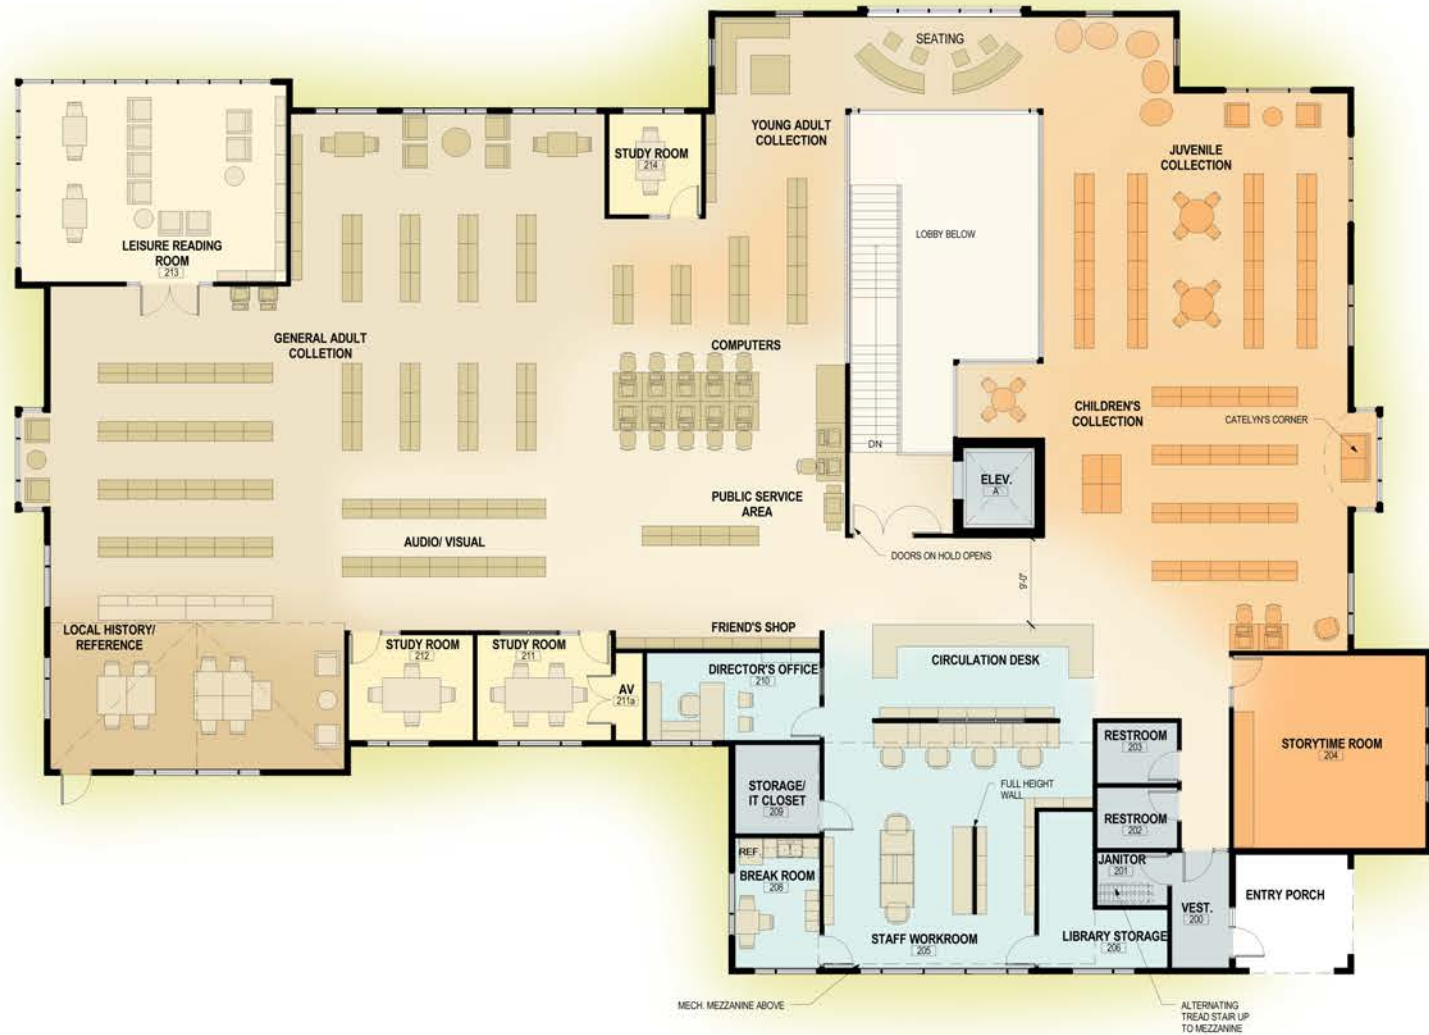 SEATING
YOUNG ADULT
COLLECTION
STUDY ROOM
214
JUVENILE
COLLECTION
LOBBY BELOW
LEISURE READING
ROOM
213
GENERAL ADULT
COLLETION
COMPUTERS
CHILDREN'S
COLLECTION
CATELYN'S CORNER
DN
ELEV.
A
PUBLIC SERVICE
AREA
AUDIO/ VISUAL
DOORS ON HOLD OPENS
9'-0"
LOCAL HISTORY/
REFERENCE
STUDY ROOM
212
STUDY ROOM
211
FRIEND'S SHOP
AV
211a
DIRECTOR'S OFFICE
210
CIRCULATION DESK
STORYTIME ROOM
204
RESTROOM
203
STORAGE/
IT CLOSET
209
FULL HEIGHT
WALL
RESTROOM
202
REF.
BREAK ROOM
208
JANITOR
201
ENTRY PORCH
VEST.
200
STAFF WORKROOM
205
LIBRARY STORAGE
206
MECH. MEZZANINE ABOVE
ALTERNATING
TREAD STAIR UP
TO MEZZANINE